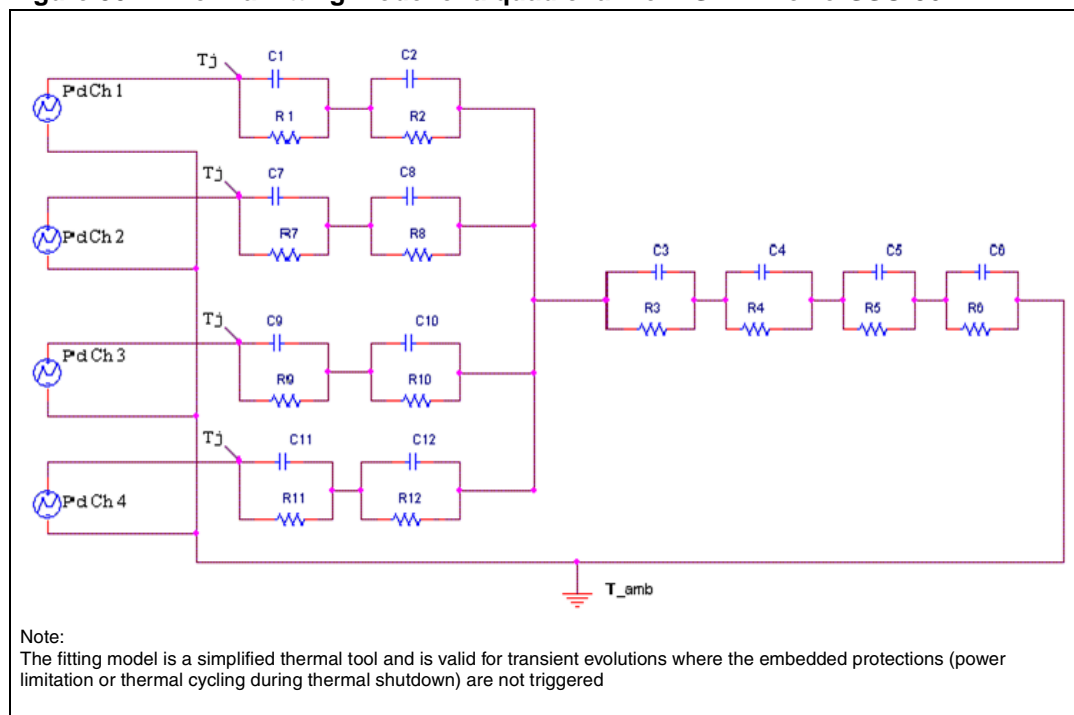 Tj
C1
C2
PdCh1
R1
R2
Tj
C7
C8
PdCh2
R7
R8
C3
C4
C5
C6
R3
R4
R5
R6
Tj
C9
C10
PdCh3
R9
R10
Tj
C11
C12
PdCh4
R11
R12
T_amb
Note:
The fitting model is a simplified thermal tool and is valid for transient evolutions where the embedded protections (power
limitation or thermal cycling during thermal shutdown) are not triggered